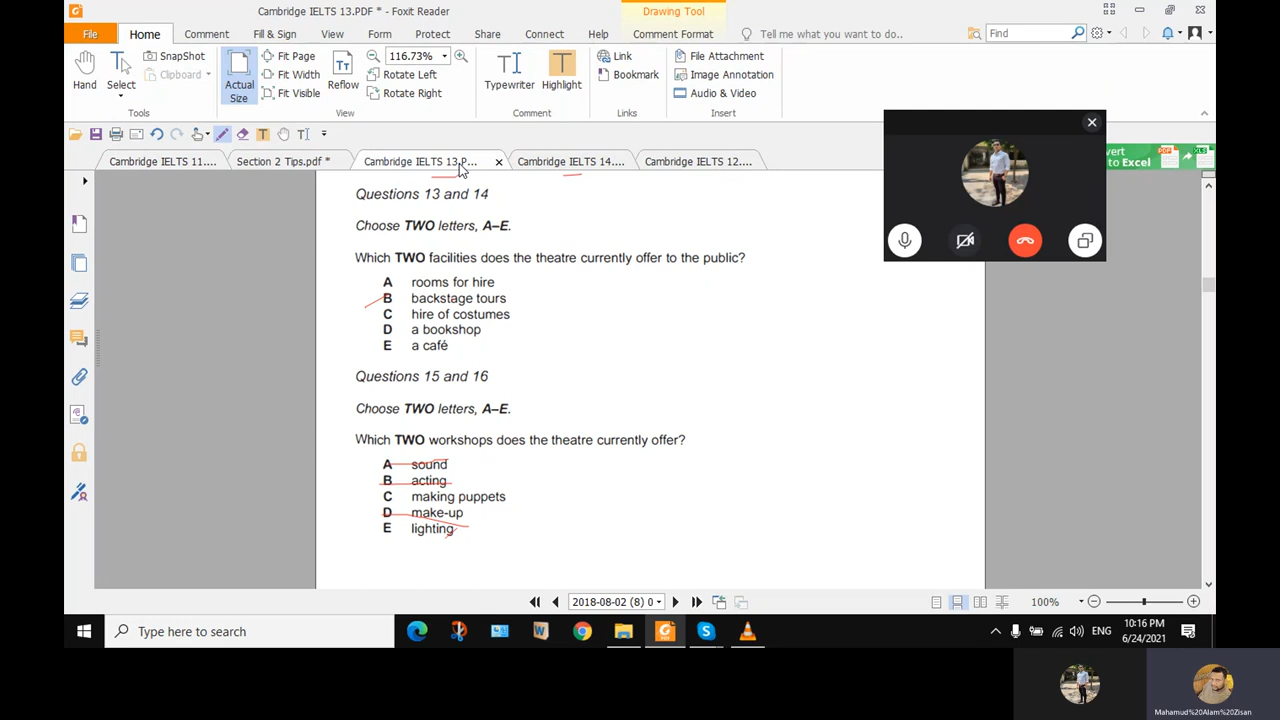 Cambridge IELTS 13.PDF * - Foxit Reader
Drawing Tool
File Home Comment Fill & Sign View Form Protect Share Connect Help Comment Format Tell me what you want to do.. Find
Hand
Select
SnapShot
Clipboard
Actual Size
Fit Page
Fit Width
Fit Visible
Reflow
116.73%
Rotate Left
Rotate Right
Typewriter
Highlight
Link
Bookmark
File Attachment
Image Annotation
Audio & Video
Tools View Comment Links Insert
Cambridge IELTS 11.... Section 2 Tips.pdf * Cambridge IELTS 13.P... Cambridge IELTS 14.... Cambridge IELTS 12....
vert
to Excel
Questions 13 and 14
Choose TWO letters, A–E.
Which TWO facilities does the theatre currently offer to the public?
A rooms for hire
B backstage tours
C hire of costumes
D a bookshop
E a café
Questions 15 and 16
Choose TWO letters, A–E.
Which TWO workshops does the theatre currently offer?
A sound
B acting
C making puppets
D make-up
E lighting
2018-08-02 (8) 0
100%
Type here to search
ENG
10:16 PM
6/24/2021
Mahamud%20Alam%20Zisan